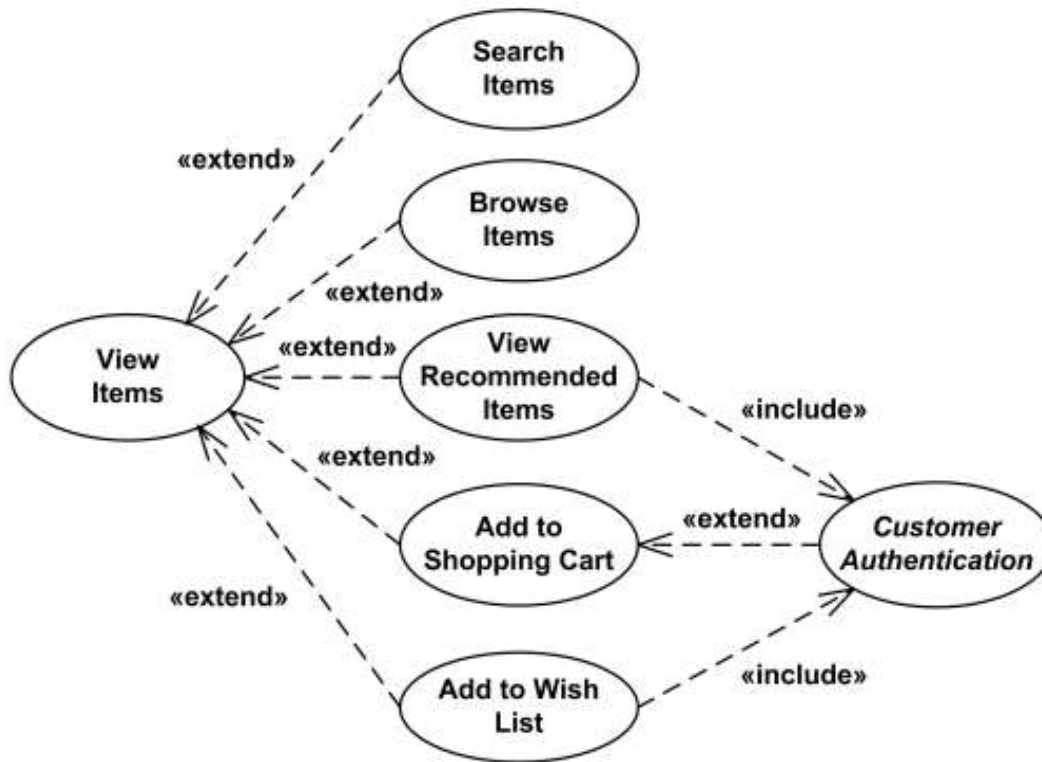 Search
Items
«extend»
Browse
Items
«extend»
View
Items
«extend»
View
Recommended
Items
«include»
«extend»
Add to
Shopping Cart
«extend»
Customer
Authentication
«extend»
Add to Wish
List
«include»